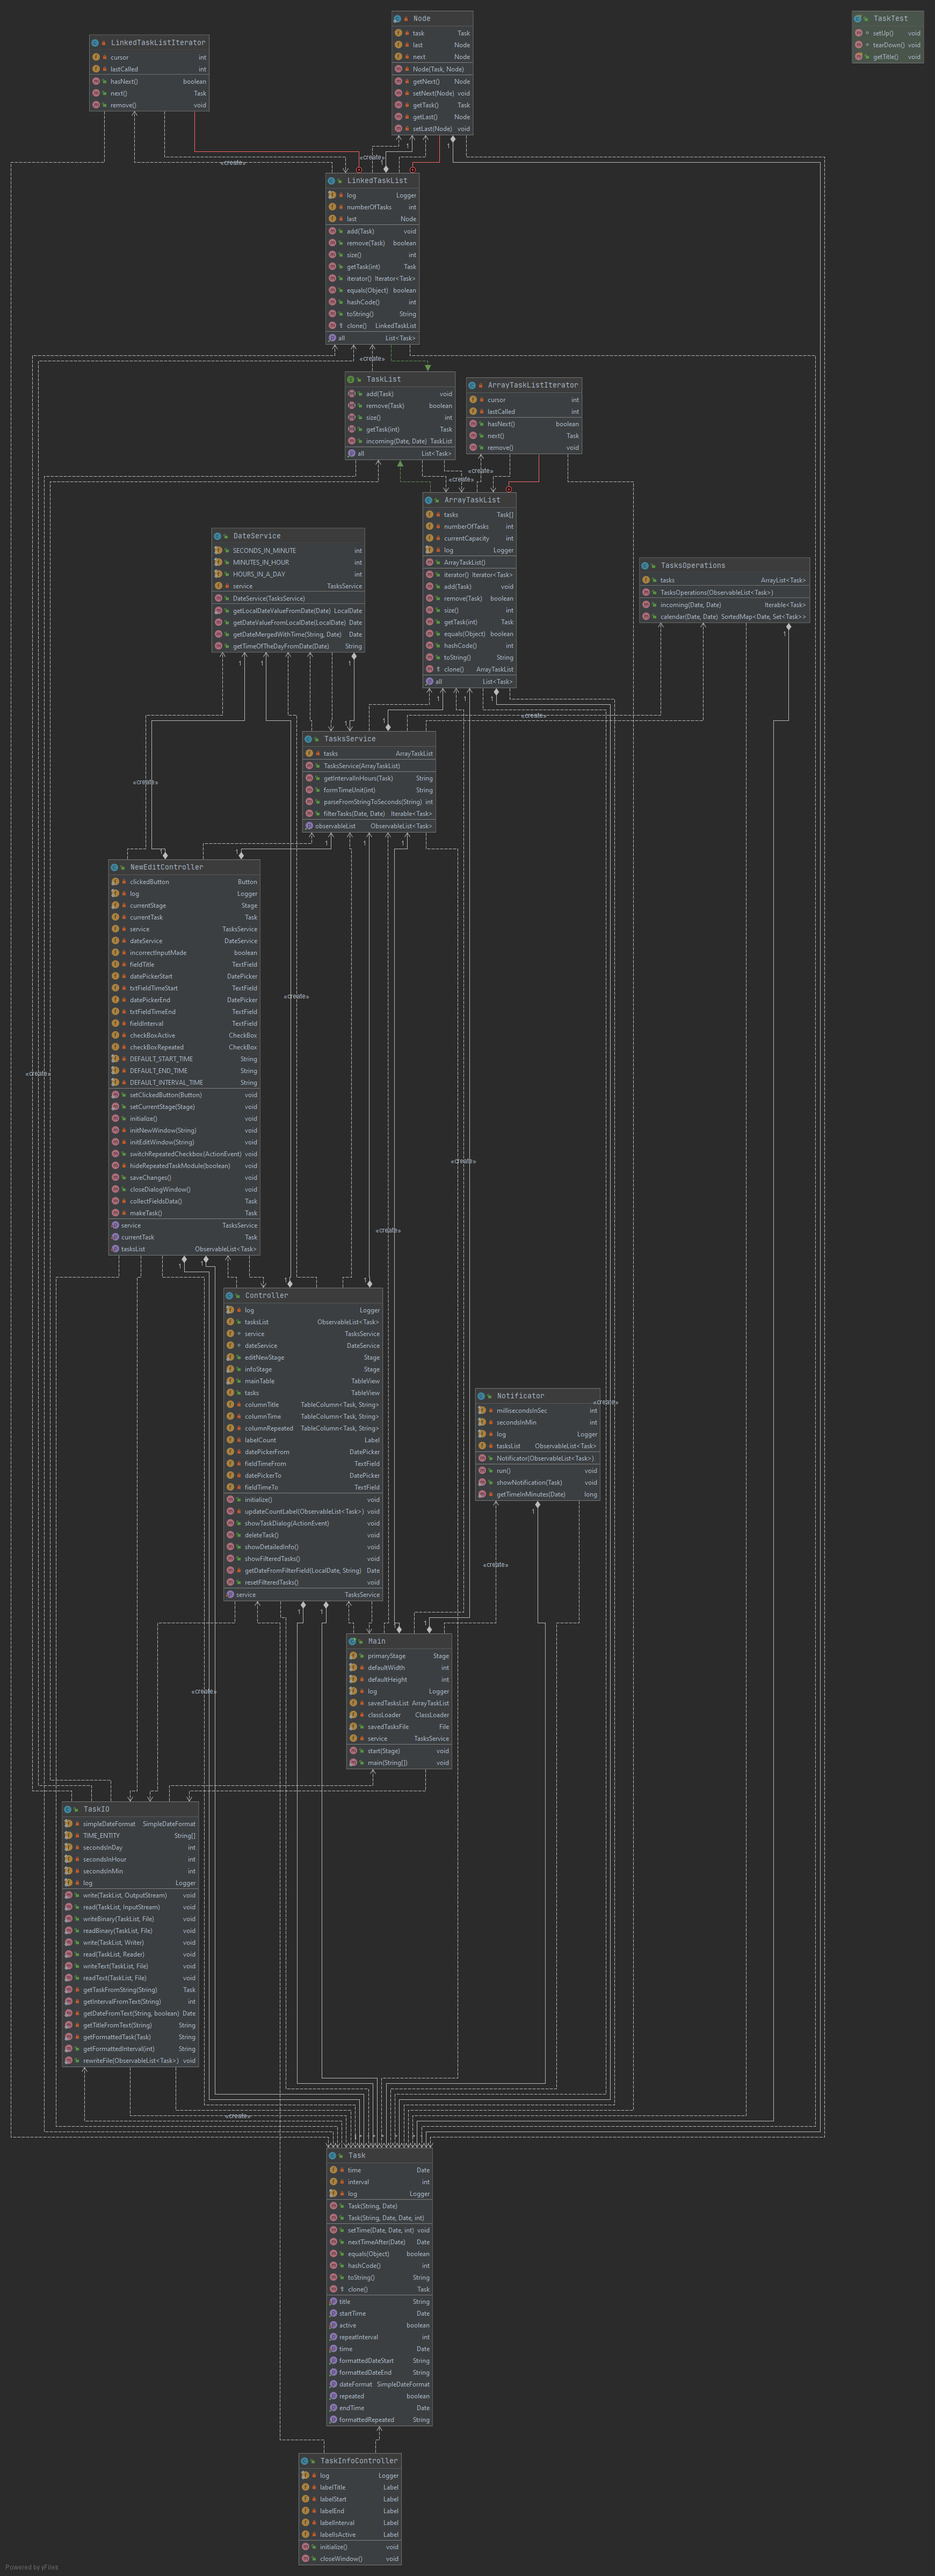 Node
task Task
last Node
next Node
Node(Task, Node)
getNext() Node
setNext(Node) void
getTask() Task
getLast() Node
setLast(Node) void
TaskTest
setUp() void
tearDown() void
getTitle() void
LinkedTaskListIterator
cursor int
lastCalled int
hasNext() boolean
next() Task
remove() void
1
«create»
1
«create»
LinkedTaskList
log Logger
numberOfTasks int
last Node
add(Task) void
remove(Task) boolean
size() int
getTask(int) Task
iterator() Iterator<Task>
equals(Object) boolean
hashCode() int
toString() String
clone() LinkedTaskList
all List<Task>
«create»
TaskList
add(Task) void
remove(Task) boolean
size() int
getTask(int) Task
incoming(Date, Date) TaskList
all List<Task>
ArrayTaskListIterator
cursor int
lastCalled int
hasNext() boolean
next() Task
remove() void
«create»
«create»
ArrayTaskList
tasks Task[]
numberOfTasks int
currentCapacity int
log Logger
ArrayTaskList()
iterator() Iterator<Task>
add(Task) void
remove(Task) boolean
size() int
getTask(int) Task
equals(Object) boolean
hashCode() int
toString() String
clone() ArrayTaskList
all List<Task>
DateService
SECONDS_IN_MINUTE int
MINUTES_IN_HOUR int
HOURS_IN_A_DAY int
service TasksService
DateService(TasksService)
getLocalDateValueFromDate(Date) LocalDate
getDateValueFromLocalDate(LocalDate) Date
getDateMergedWithTime(String, Date) Date
getTimeOfTheDayFromDate(Date) String
TasksOperations
tasks ArrayList<Task>
TasksOperations(ObservableList<Task>)
incoming(Date, Date) Iterable<Task>
calendar(Date, Date) SortedMap<Date, Set<Task>>
1
1
1
1
1
1
1
1
«create»
TasksService
tasks ArrayTaskList
TasksService(ArrayTaskList)
getIntervalInHours(Task) String
formTimeUnit(int) String
parseFromStringToSeconds(String) int
filterTasks(Date, Date) Iterable<Task>
observableList ObservableList<Task>
«create»
1
1
1
NewEditController
clickedButton Button
log Logger
currentStage Stage
currentTask Task
service TasksService
dateService DateService
incorrectInputMade boolean
fieldTitle TextField
datePickerStart DatePicker
txtFieldTimeStart TextField
datePickerEnd DatePicker
txtFieldTimeEnd TextField
fieldInterval TextField
checkBoxActive CheckBox
checkBoxRepeated CheckBox
DEFAULT_START_TIME String
DEFAULT_END_TIME String
DEFAULT_INTERVAL_TIME String
setClickedButton(Button) void
setCurrentStage(Stage) void
initialize() void
initNewWindow(String) void
initEditWindow(String) void
switchRepeatedCheckbox(ActionEvent) void
hideRepeatedTaskModule(boolean) void
saveChanges() void
closeDialogWindow() void
collectFieldsData() Task
makeTask() Task
service TasksService
currentTask Task
tasksList ObservableList<Task>
«create»
«create»
«create»
«create»
1
1
1
1
Controller
log Logger
tasksList ObservableList<Task>
service TasksService
dateService DateService
editNewStage Stage
infoStage Stage
mainTable TableView
tasks TableView
columnTitle TableColumn<Task, String>
columnTime TableColumn<Task, String>
columnRepeated TableColumn<Task, String>
labelCount Label
datePickerFrom DatePicker
fieldTimeFrom TextField
datePickerTo DatePicker
fieldTimeTo TextField
initialize() void
updateCountLabel(ObservableList<Task>) void
showTaskDialog(ActionEvent) void
deleteTask() void
showDetailedInfo() void
showFilteredTasks() void
getDateFromFilterField(LocalDate, String) Date
resetFilteredTasks() void
service TasksService
Notificator
millisecondsInSec int
secondsInMin int
log Logger
tasksList ObservableList<Task>
Notificator(ObservableList<Task>)
run() void
showNotification(Task) void
getTimeInMinutes(Date) long
«create»
1
«create»
1
1
1
1
Main
primaryStage Stage
defaultWidth int
defaultHeight int
log Logger
savedTasksList ArrayTaskList
classLoader ClassLoader
savedTasksFile File
service TasksService
start(Stage) void
main(String[]) void
«create»
TaskIO
simpleDateFormat SimpleDateFormat
TIME_ENTITY String[]
secondsInDay int
secondsInHour int
secondsInMin int
log Logger
write(TaskList, OutputStream) void
read(TaskList, InputStream) void
writeBinary(TaskList, File) void
readBinary(TaskList, File) void
write(TaskList, Writer) void
read(TaskList, Reader) void
writeText(TaskList, File) void
readText(TaskList, File) void
getTaskFromString(String) Task
getIntervalFromText(String) int
getDateFromText(String, boolean) Date
getTitleFromText(String) String
getFormattedTask(Task) String
getFormattedInterval(int) String
rewriteFile(ObservableList<Task>) void
«create»
Task
time Date
interval int
log Logger
Task(String, Date)
Task(String, Date, Date, int)
setTime(Date, Date, int) void
nextTimeAfter(Date) Date
equals(Object) boolean
hashCode() int
toString() String
clone() Task
title String
startTime Date
active boolean
repeatInterval int
time Date
formattedDateStart String
formattedDateEnd String
dateFormat SimpleDateFormat
repeated boolean
endTime Date
formattedRepeated String
TaskInfoController
log Logger
labelTitle Label
labelStart Label
labelEnd Label
labelInterval Label
labelIsActive Label
initialize() void
closeWindow() void
Powered by yFiles